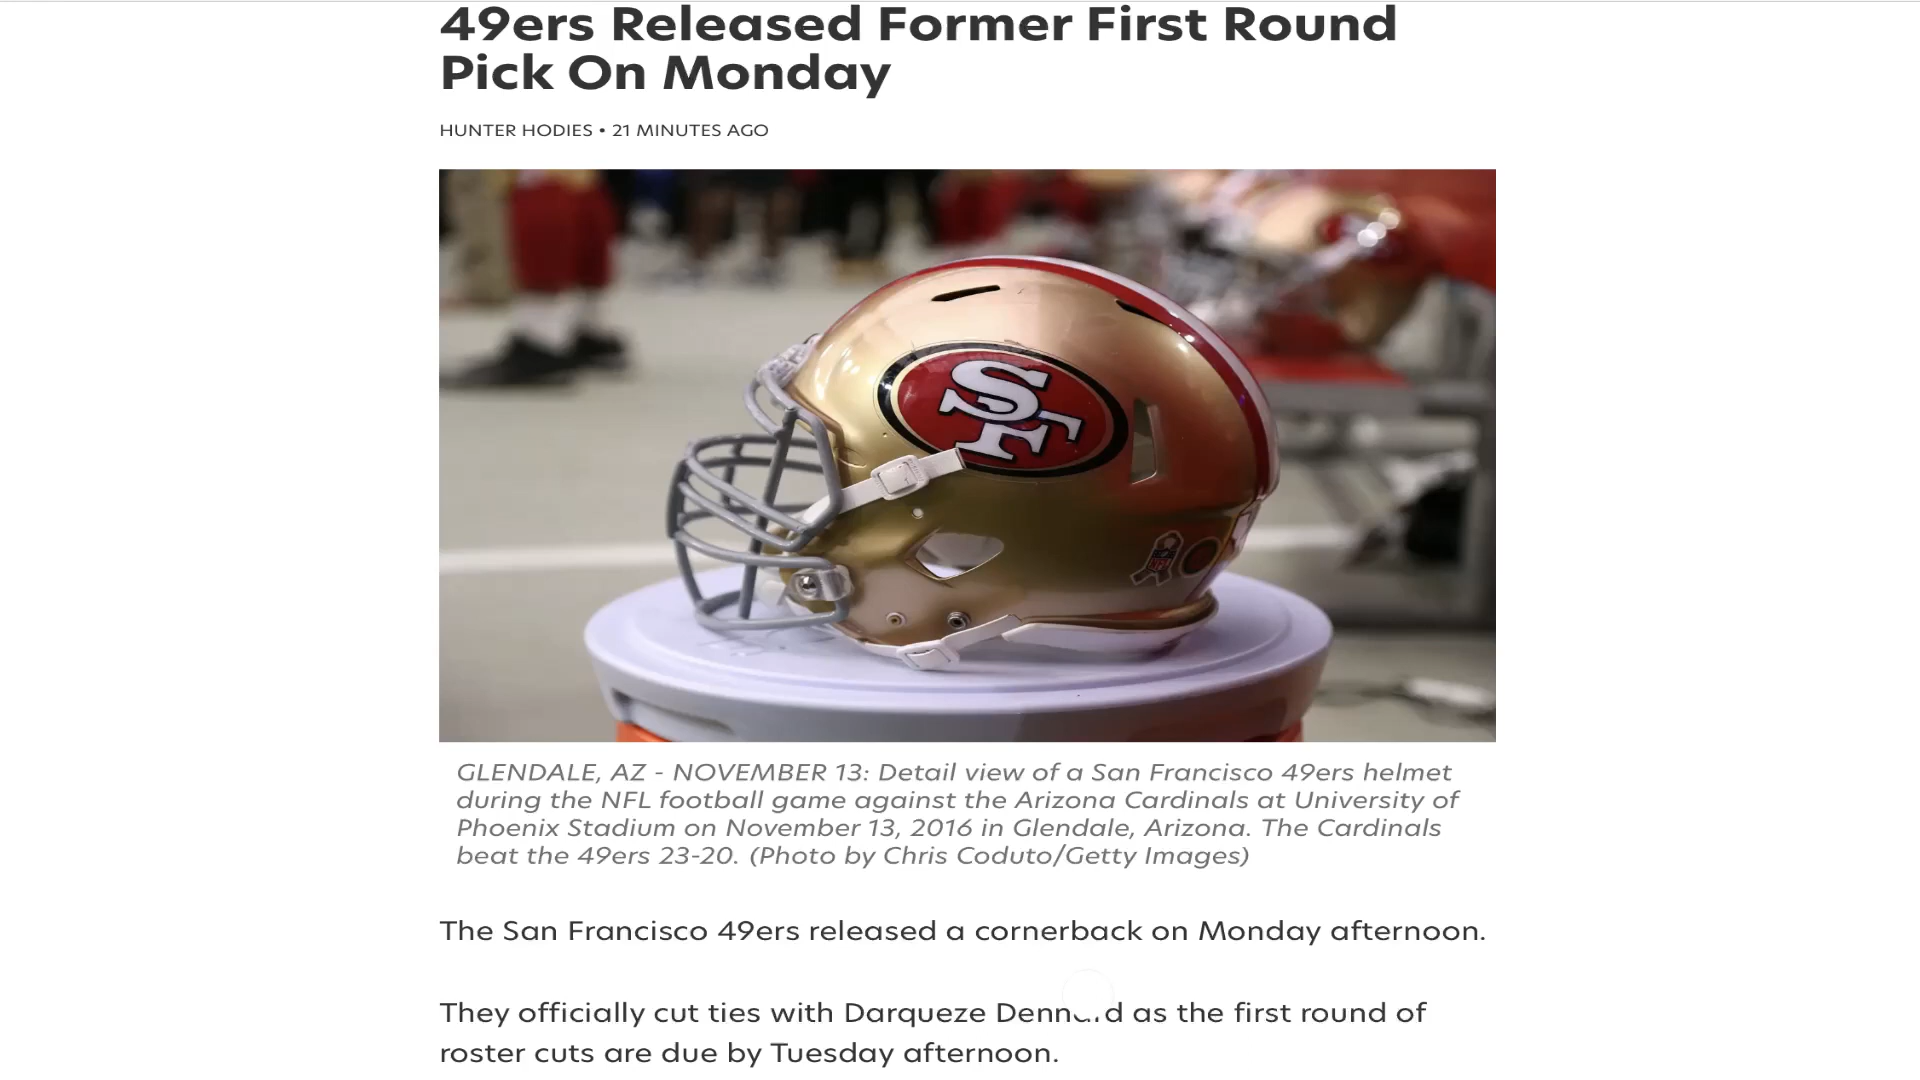 49ers Released Former First Round
Pick On Monday
HUNTER HODIES • 21 MINUTES AGO
SF
NFL
GLENDALE, AZ - NOVEMBER 13: Detail view of a San Francisco 49ers helmet
during the NFL football game against the Arizona Cardinals at University of
Phoenix Stadium on November 13, 2016 in Glendale, Arizona. The Cardinals
beat the 49ers 23-20. (Photo by Chris Coduto/Getty Images)
The San Francisco 49ers released a cornerback on Monday afternoon.
They officially cut ties with Darqueze Dennard as the first round of
roster cuts are due by Tuesday afternoon.